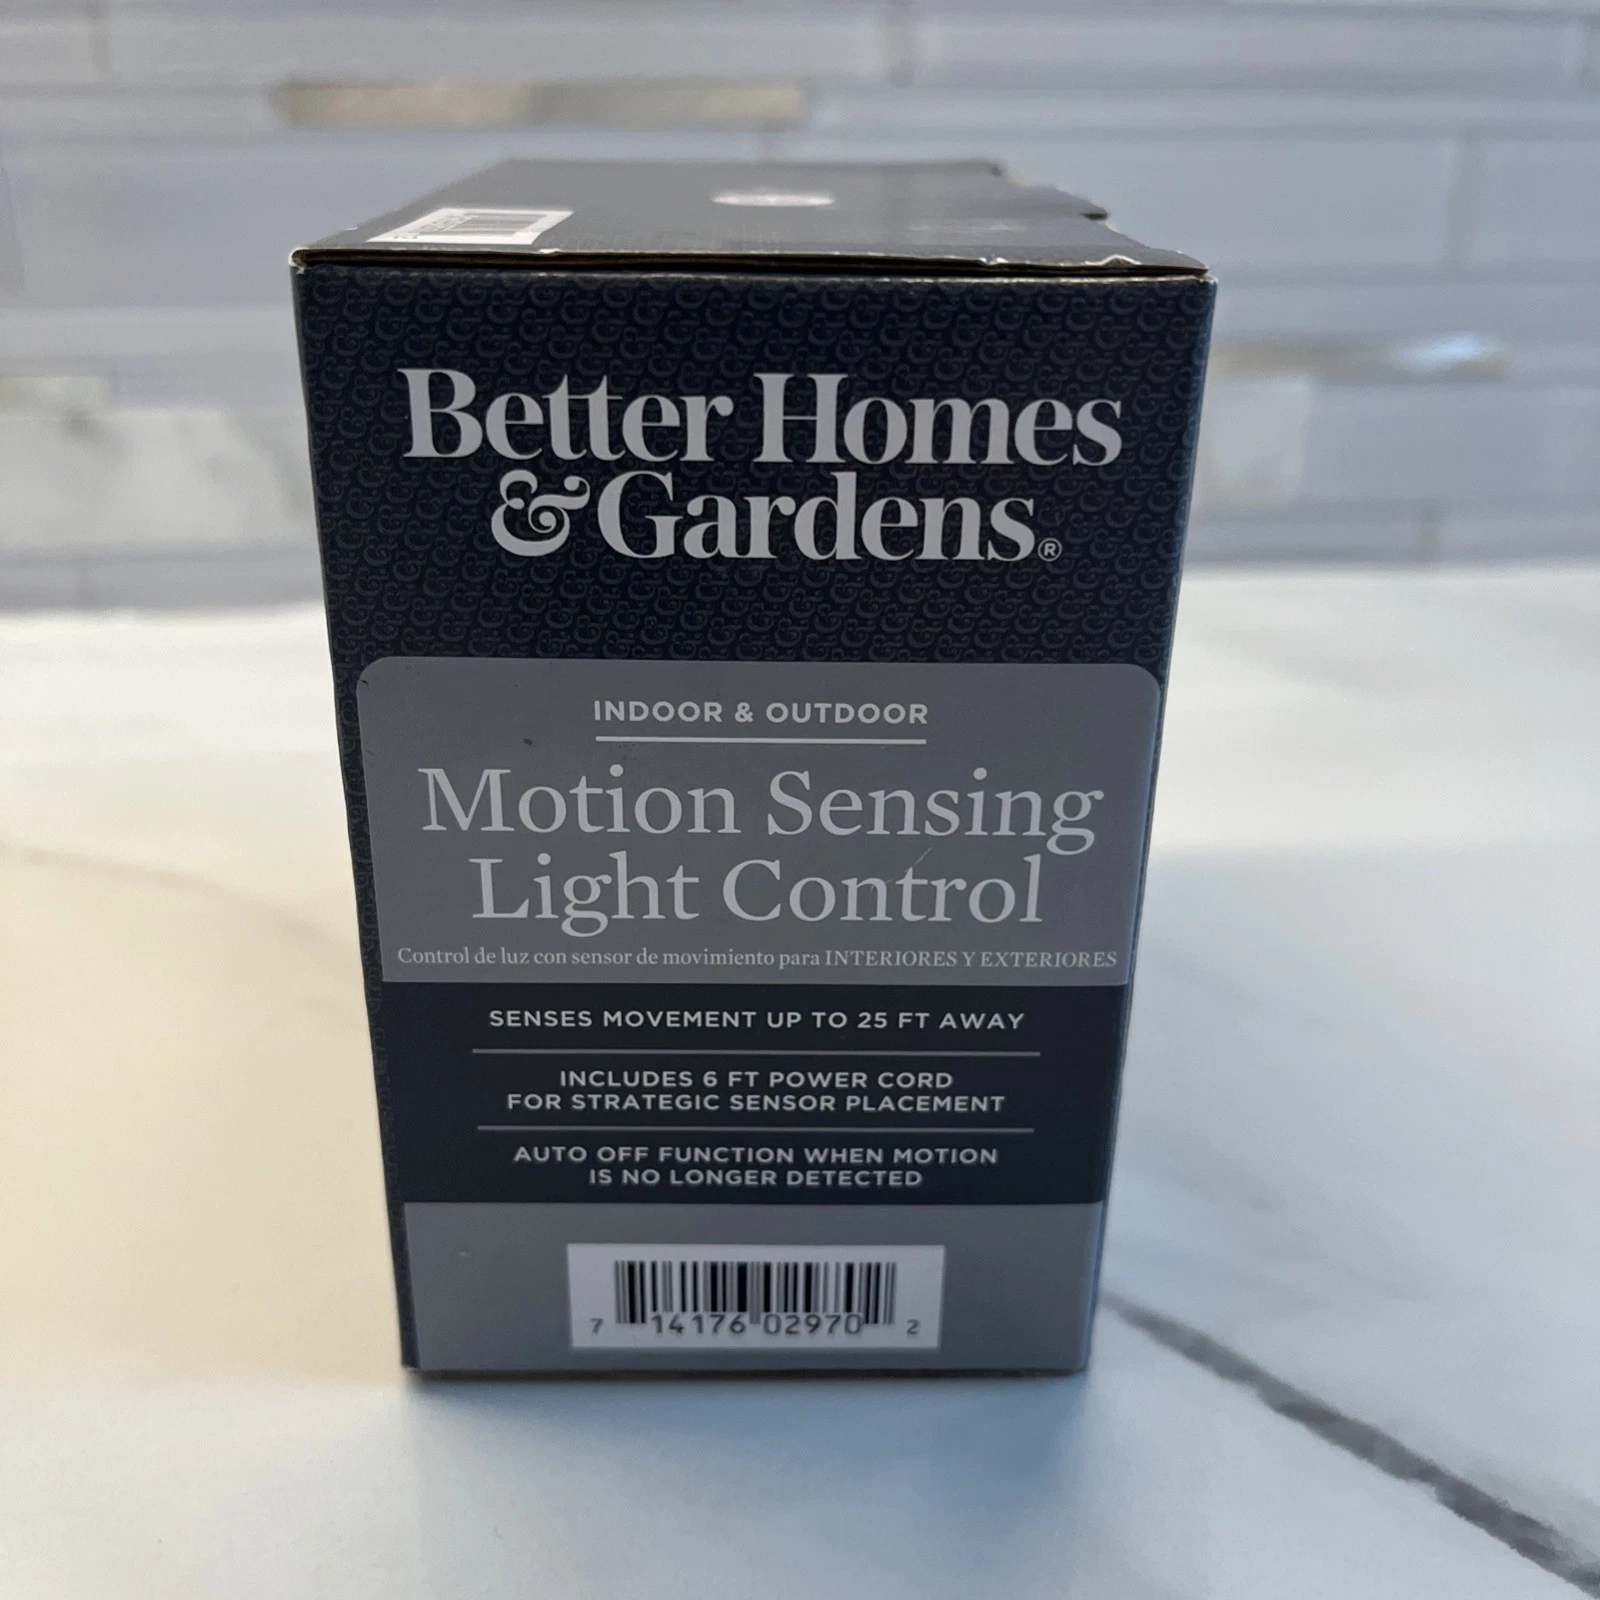 Better Homes
& Gardens®
INDOOR & OUTDOOR
Motion Sensing
Light Control
Control de luz con sensor de movimiento para INTERIORES Y EXTERIORES
SENSES MOVEMENT UP TO 25 FT AWAY
INCLUDES 6 FT POWER CORD
FOR STRATEGIC SENSOR PLACEMENT
AUTO OFF FUNCTION WHEN MOTION
IS NO LONGER DETECTED
7 14176 02970 2